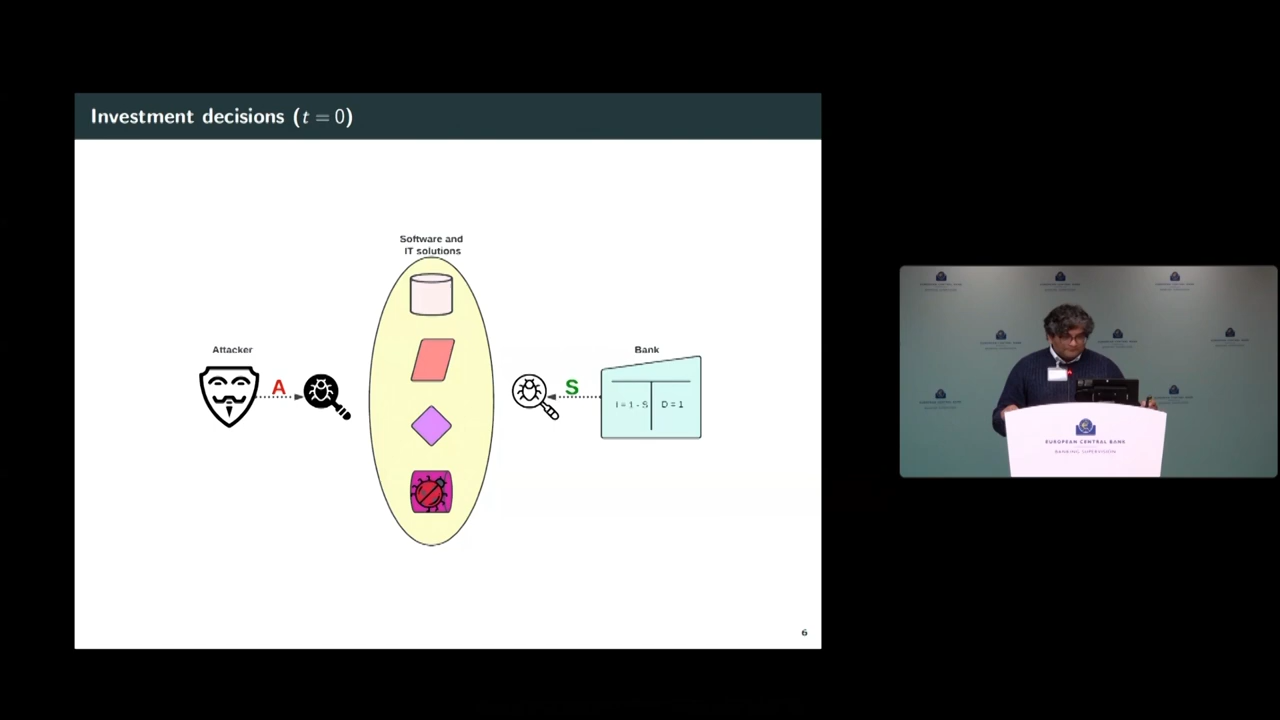 Investment decisions (t = 0)
Software and
IT solutions
Attacker
A
S
Bank
I = 1 - S
D = 1
6
EUROPEAN CENTRAL BANK
BANKING SUPERVISION